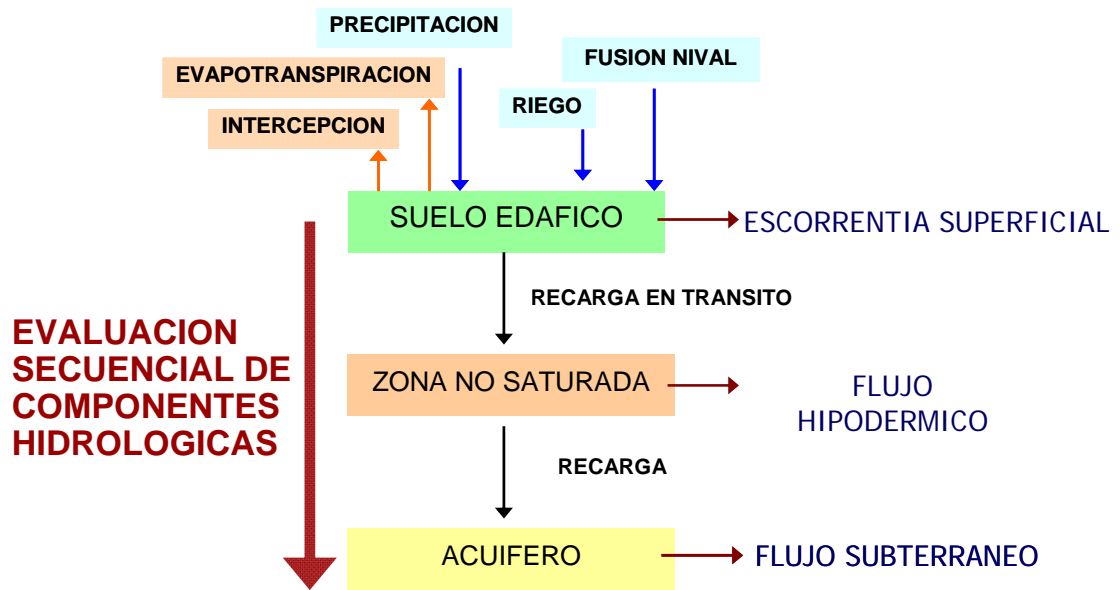 PRECIPITACION
FUSION NIVAL
EVAPOTRANSPIRACION
RIEGO
INTERCEPCION
SUELO EDAFICO
ESCORRENTIA SUPERFICIAL
RECARGA EN TRANSITO
EVALUACION
SECUENCIAL DE
COMPONENTES
HIDROLOGICAS
ZONA NO SATURADA
FLUJO
HIPODERMICO
RECARGA
ACUIFERO
FLUJO SUBTERRANEO